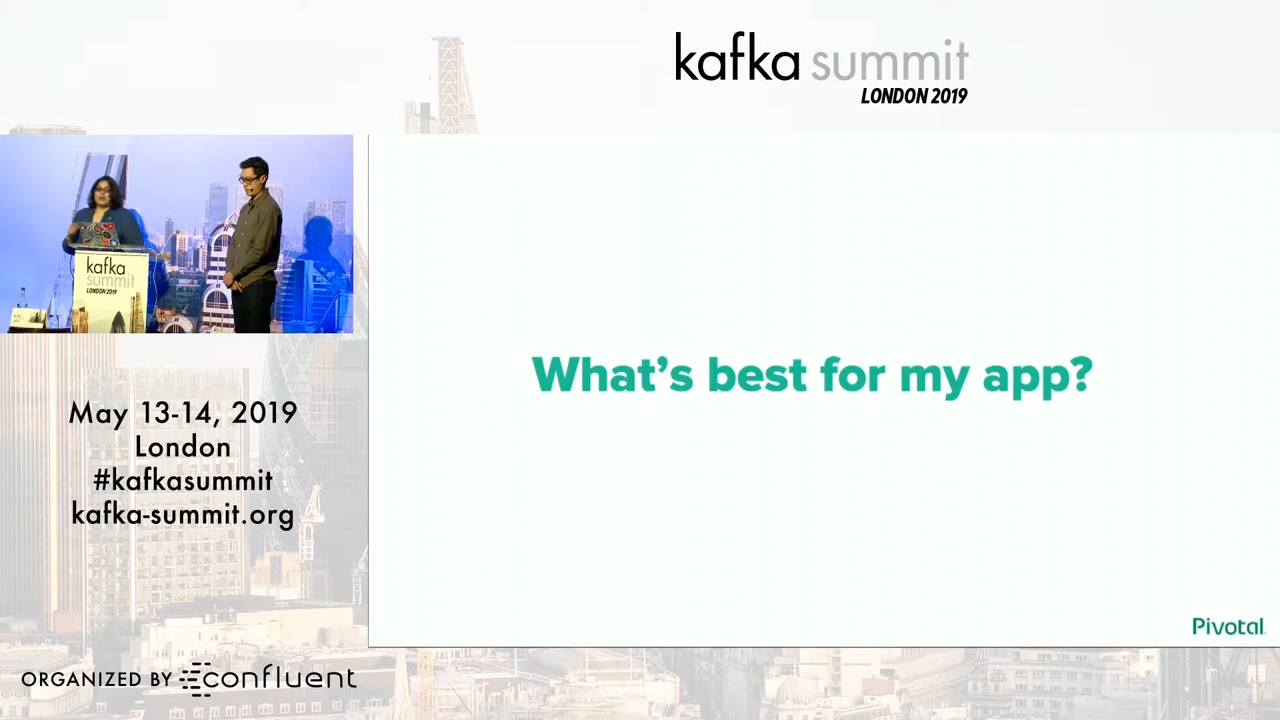 kafka summit
LONDON 2019
kafka
summit
LONDON 2019
What's best for my app?
May 13-14, 2019
London
#kafkasummit
kafka-summit.org
Pivotal
ORGANIZED BY confluent